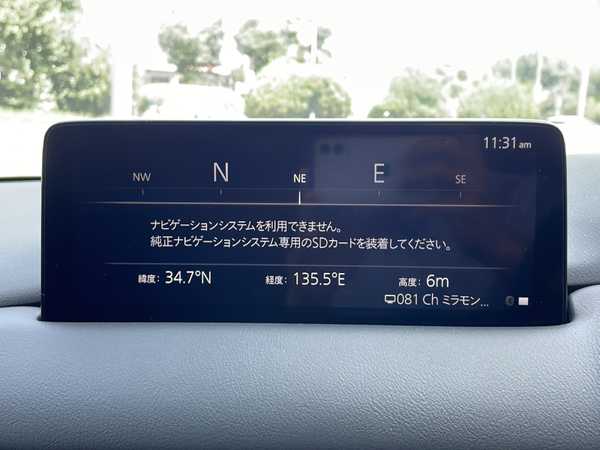 11:31am
NW N NE E SE
ナビゲーションシステムを利用できません。
純正ナビゲーションシステム専用のSDカードを装着してください。
緯度: 34.7°N 経度: 135.5°E 高度: 6m
081 Ch ミラモン...